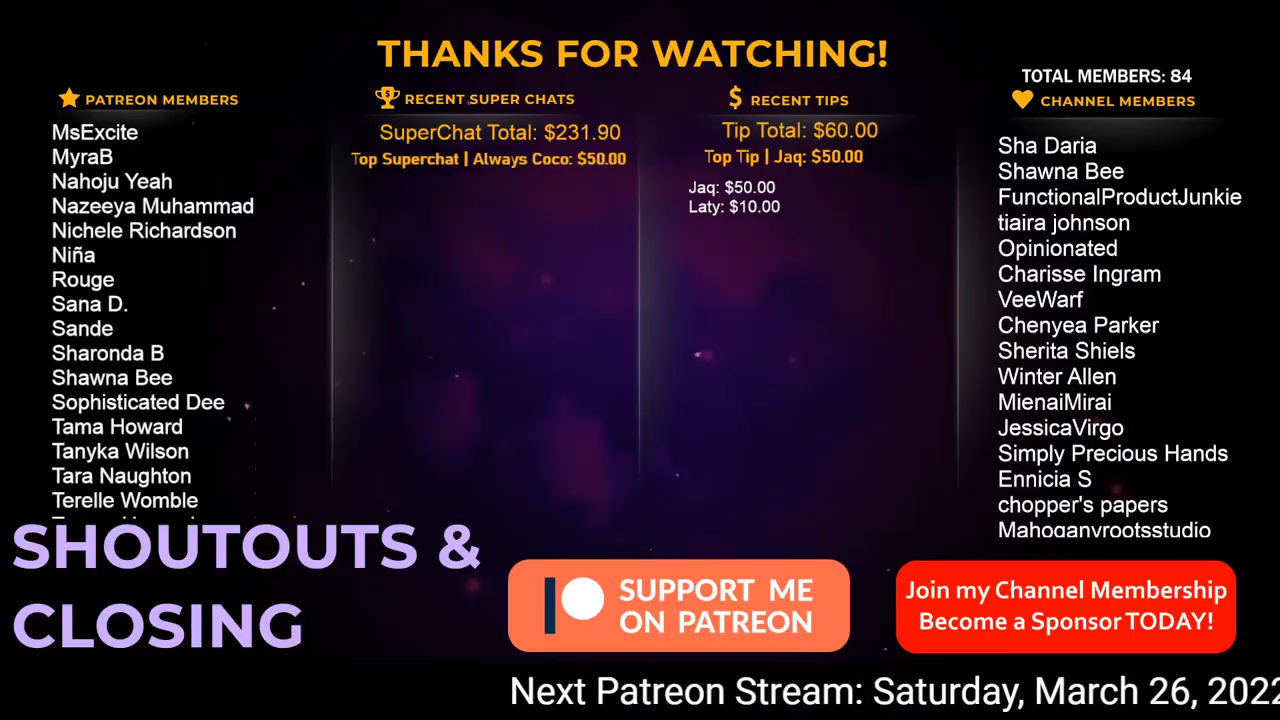 THANKS FOR WATCHING!
PATREON MEMBERS
MsExcite
MyraB
Nahoju Yeah
Nazeeya Muhammad
Nichele Richardson
Niña
Rouge
Sana D.
Sande
Sharonda B
Shawna Bee
Sophisticated Dee
Tama Howard
Tanyka Wilson
Tara Naughton
Terelle Womble
RECENT SUPER CHATS
SuperChat Total: $231.90
Top Superchat | Always Coco: $50.00
RECENT TIPS
Tip Total: $60.00
Top Tip | Jaq: $50.00
Jaq: $50.00
Laty: $10.00
TOTAL MEMBERS: 84
CHANNEL MEMBERS
Sha Daria
Shawna Bee
FunctionalProductJunkie
tiaira johnson
Opinionated
Charisse Ingram
VeeWarf
Chenyea Parker
Sherita Shiels
Winter Allen
MienaiMirai
JessicaVirgo
Simply Precious Hands
Ennicia S
chopper's papers
Mahoganyrootsstudio
SHOUTOUTS &
CLOSING
SUPPORT ME
ON PATREON
Join my Channel Membership
Become a Sponsor TODAY!
Next Patreon Stream: Saturday, March 26, 2022